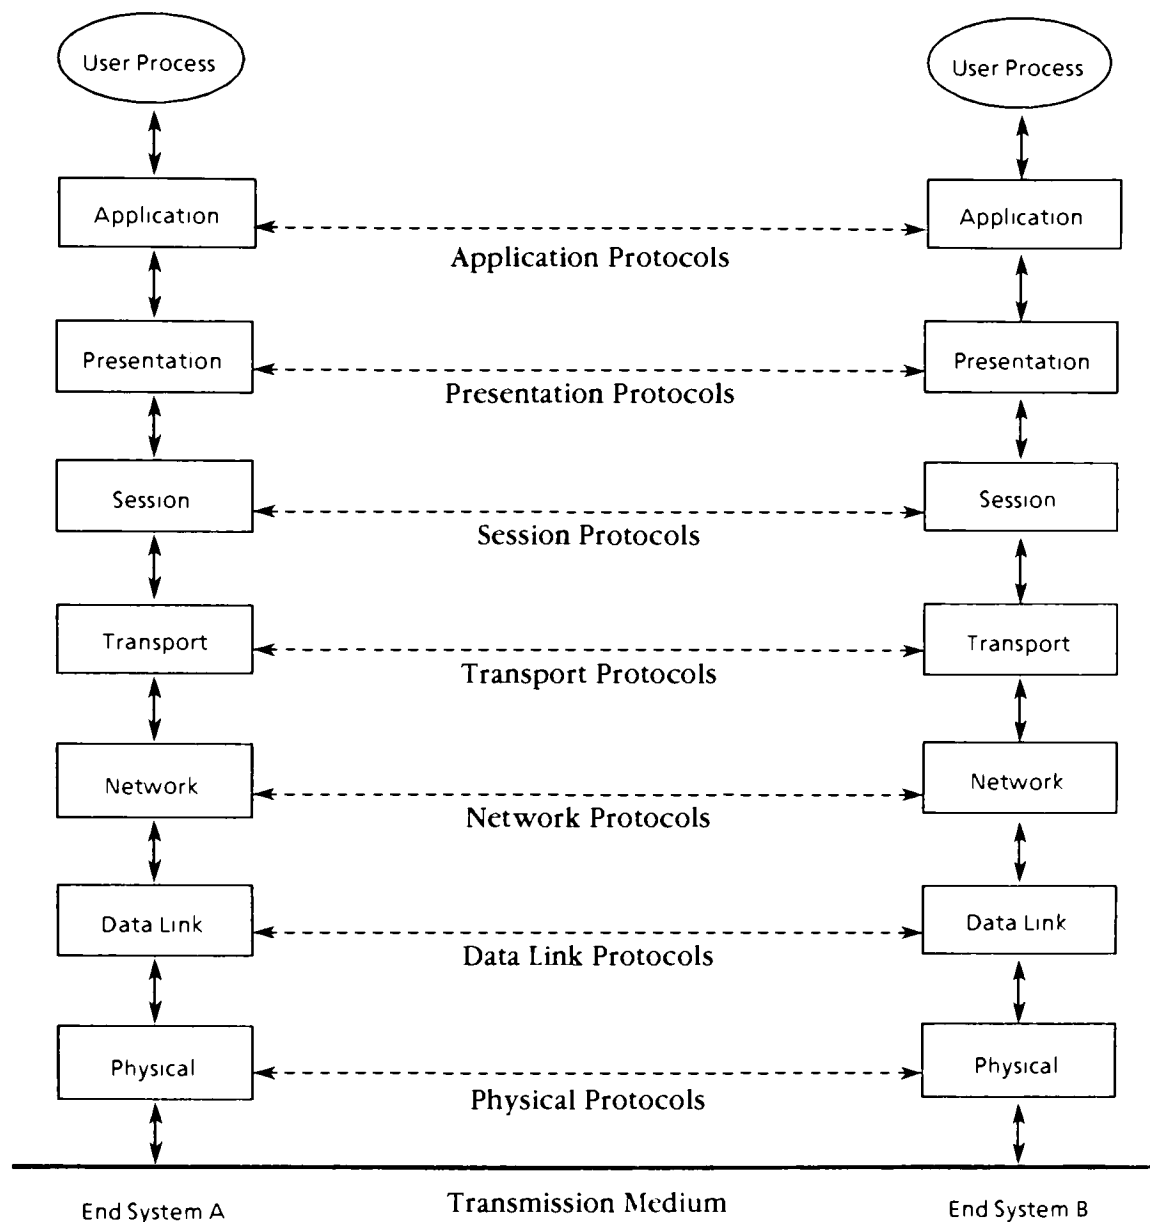 User Process
User Process
Application
Application
Application Protocols
Presentation
Presentation
Presentation Protocols
Session
Session
Session Protocols
Transport
Transport
Transport Protocols
Network
Network
Network Protocols
Data Link
Data Link
Data Link Protocols
Physical
Physical
Physical Protocols
End System A
Transmission Medium
End System B